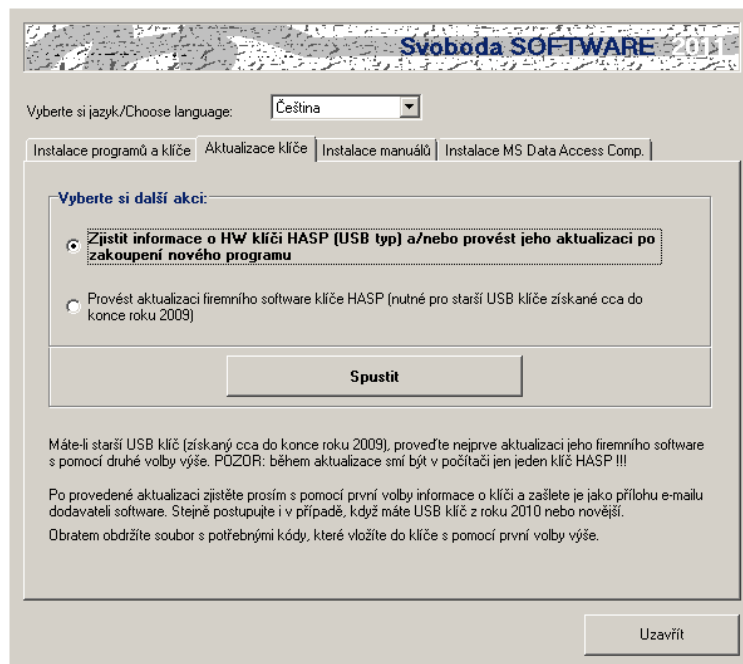 Svoboda SOFTWARE 2011
Vyberte si jazyk/Choose language:
Čeština
Instalace programů a klíče
Aktualizace klíče
Instalace manuálů
Instalace MS Data Access Comp.
Vyberte si další akci:
Zjistit informace o HW klíči HASP (USB typ) a/nebo provést jeho aktualizaci po
zakoupení nového programu
Provést aktualizaci firemního software klíče HASP (nutné pro starší USB klíče získané cca do
konce roku 2009)
Spustit
Máte-li starší USB klíč (získaný cca do konce roku 2009), proveďte nejprve aktualizaci jeho firemního software
s pomocí druhé volby výše. POZOR: během aktualizace smí být v počítači jen jeden klíč HASP !!!
Po provedené aktualizaci zjistěte prosím s pomocí první volby informace o klíči a zašlete je jako přílohu e-mailu
dodavateli software. Stejně postupujte i v případě, když máte USB klíč z roku 2010 nebo novější.
Obratem obdržíte soubor s potřebnými kódy, které vložíte do klíče s pomocí první volby výše.
Uzavřít